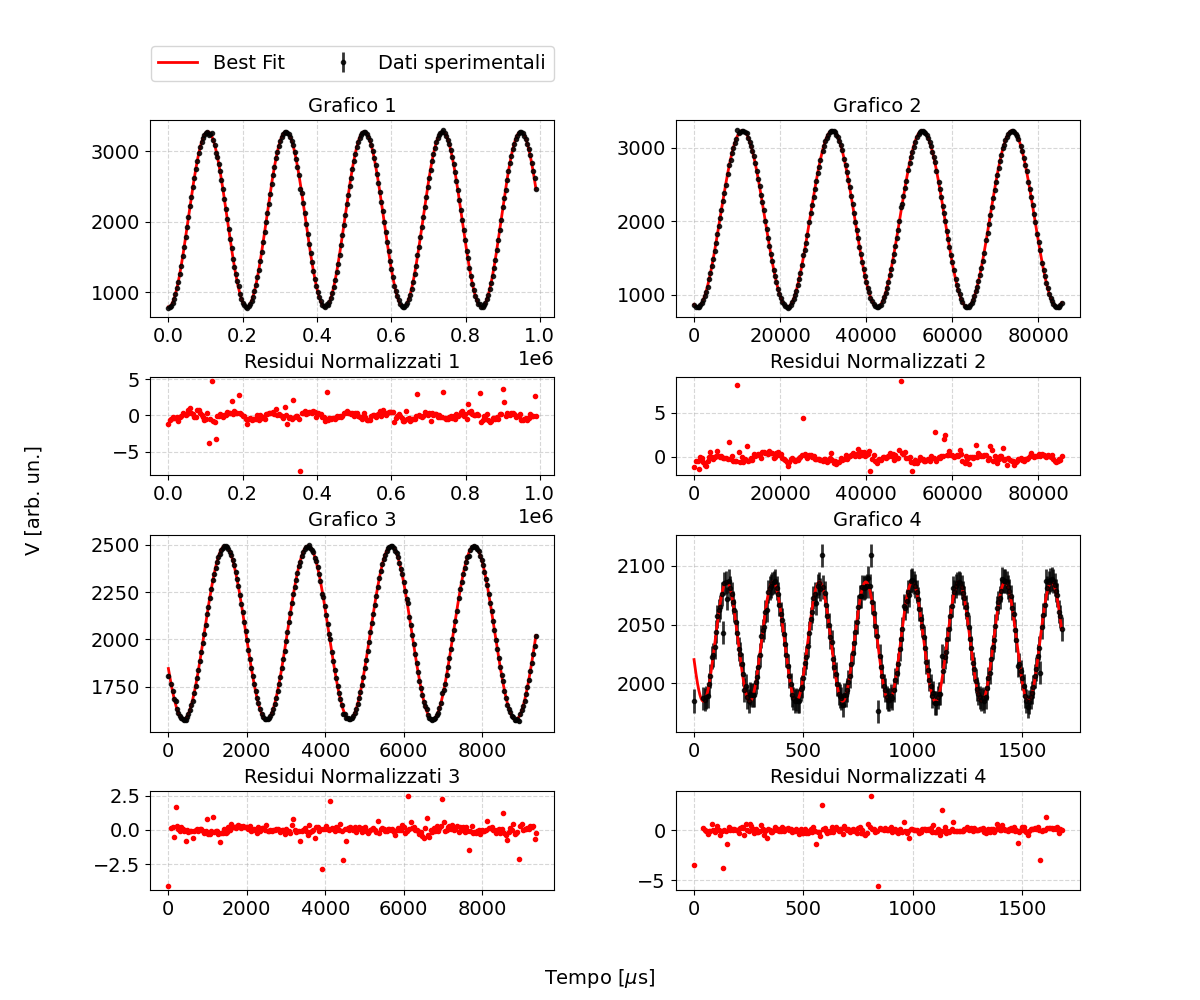 Best Fit Dati sperimentali
Grafico 1
3000
2000
1000
0.0 0.2 0.4 0.6 0.8 1.0
1e6
Residui Normalizzati 1
5
0
−5
0.0 0.2 0.4 0.6 0.8 1.0
1e6
Grafico 2
3000
2000
1000
0 20000 40000 60000 80000
Residui Normalizzati 2
5
0
0 20000 40000 60000 80000
V [arb. un.]
Grafico 3
2500
2250
2000
1750
0 2000 4000 6000 8000
Residui Normalizzati 3
2.5
0.0
−2.5
0 2000 4000 6000 8000
Grafico 4
2100
2050
2000
0 500 1000 1500
Residui Normalizzati 4
0
−5
0 500 1000 1500
Tempo [μs]